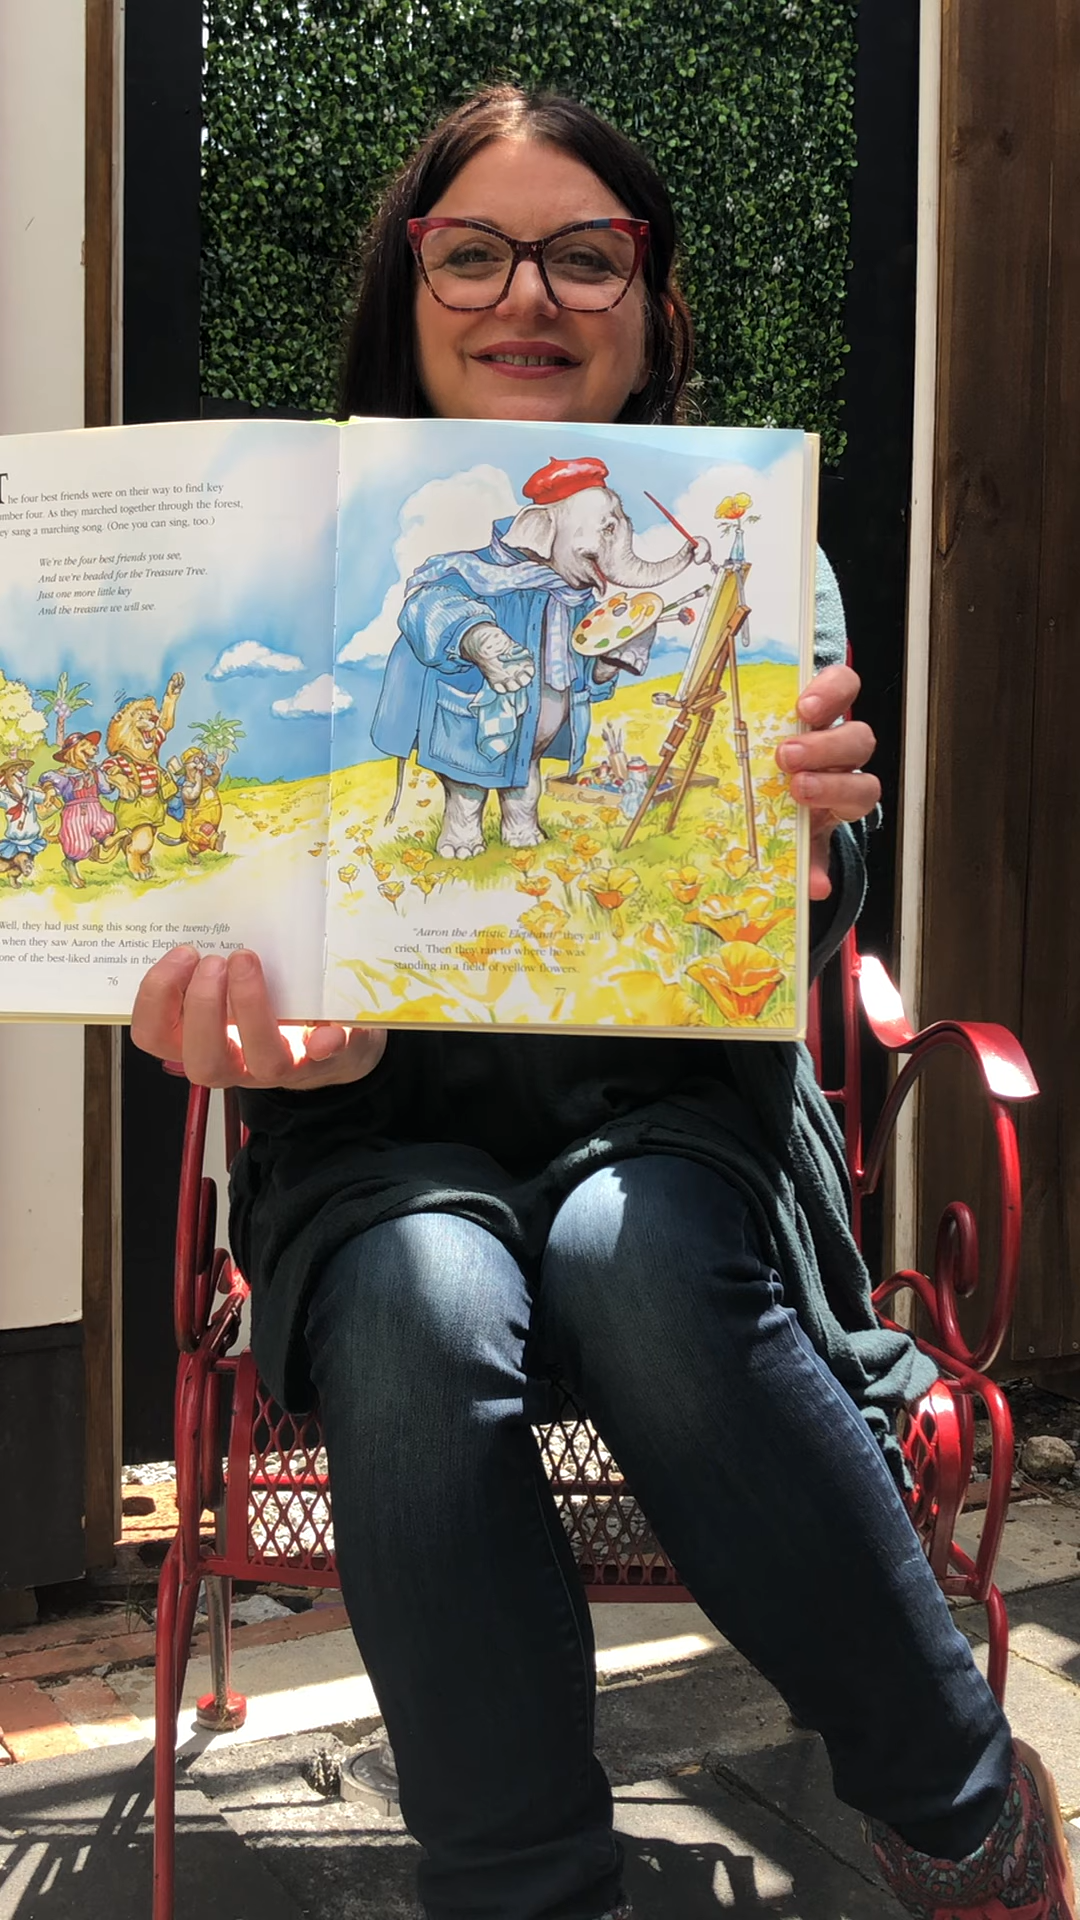 The four best friends were on their way to find key
mber four. As they marched together through the forest,
ey sang a marching song. (One you can sing, too.)
We're the four best friends you see,
And we're headed for the Treasure Tree.
Just one more little key
And the treasure we will see.
Well, they had just sung this song for the twenty-fifth
when they saw Aaron the Artistic Elephant! Now Aaron
one of the best-liked animals in the
76
"Aaron the Artistic Elephant!" they all
cried. Then they ran to where he was
standing in a field of yellow flowers.
77